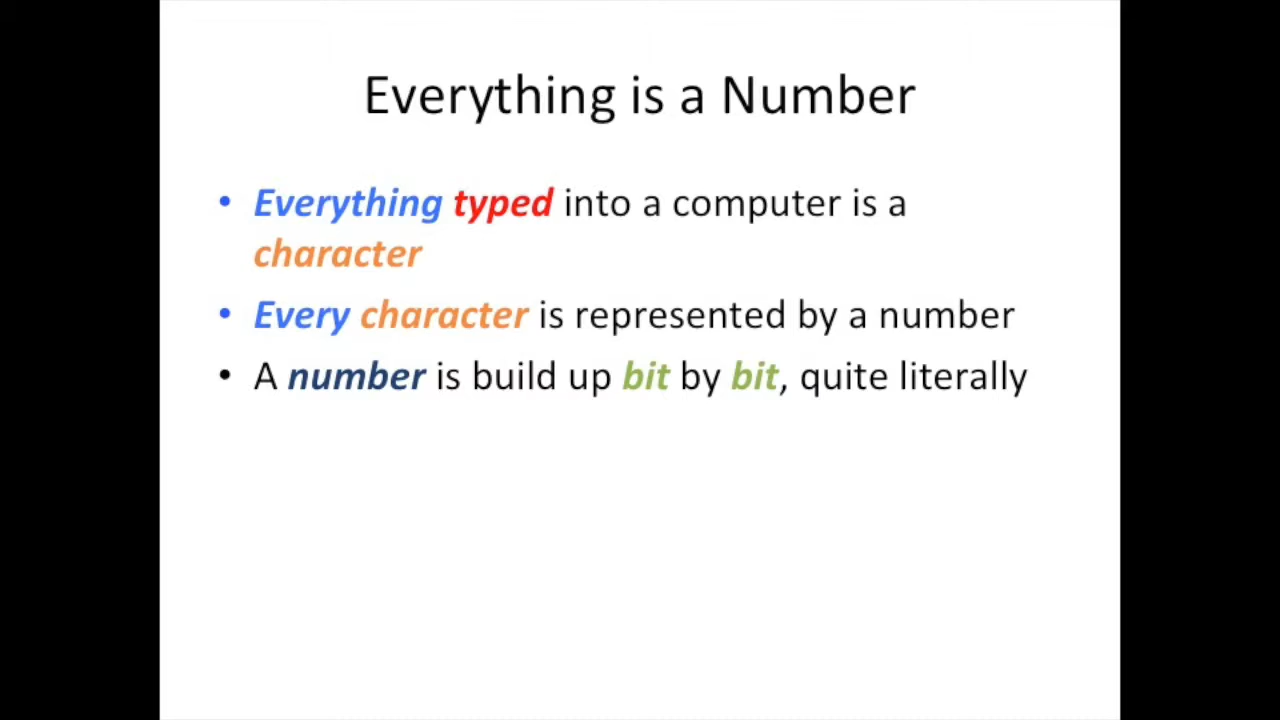 Everything is a Number
• Everything typed into a computer is a
character
• Every character is represented by a number
• A number is build up bit by bit, quite literally